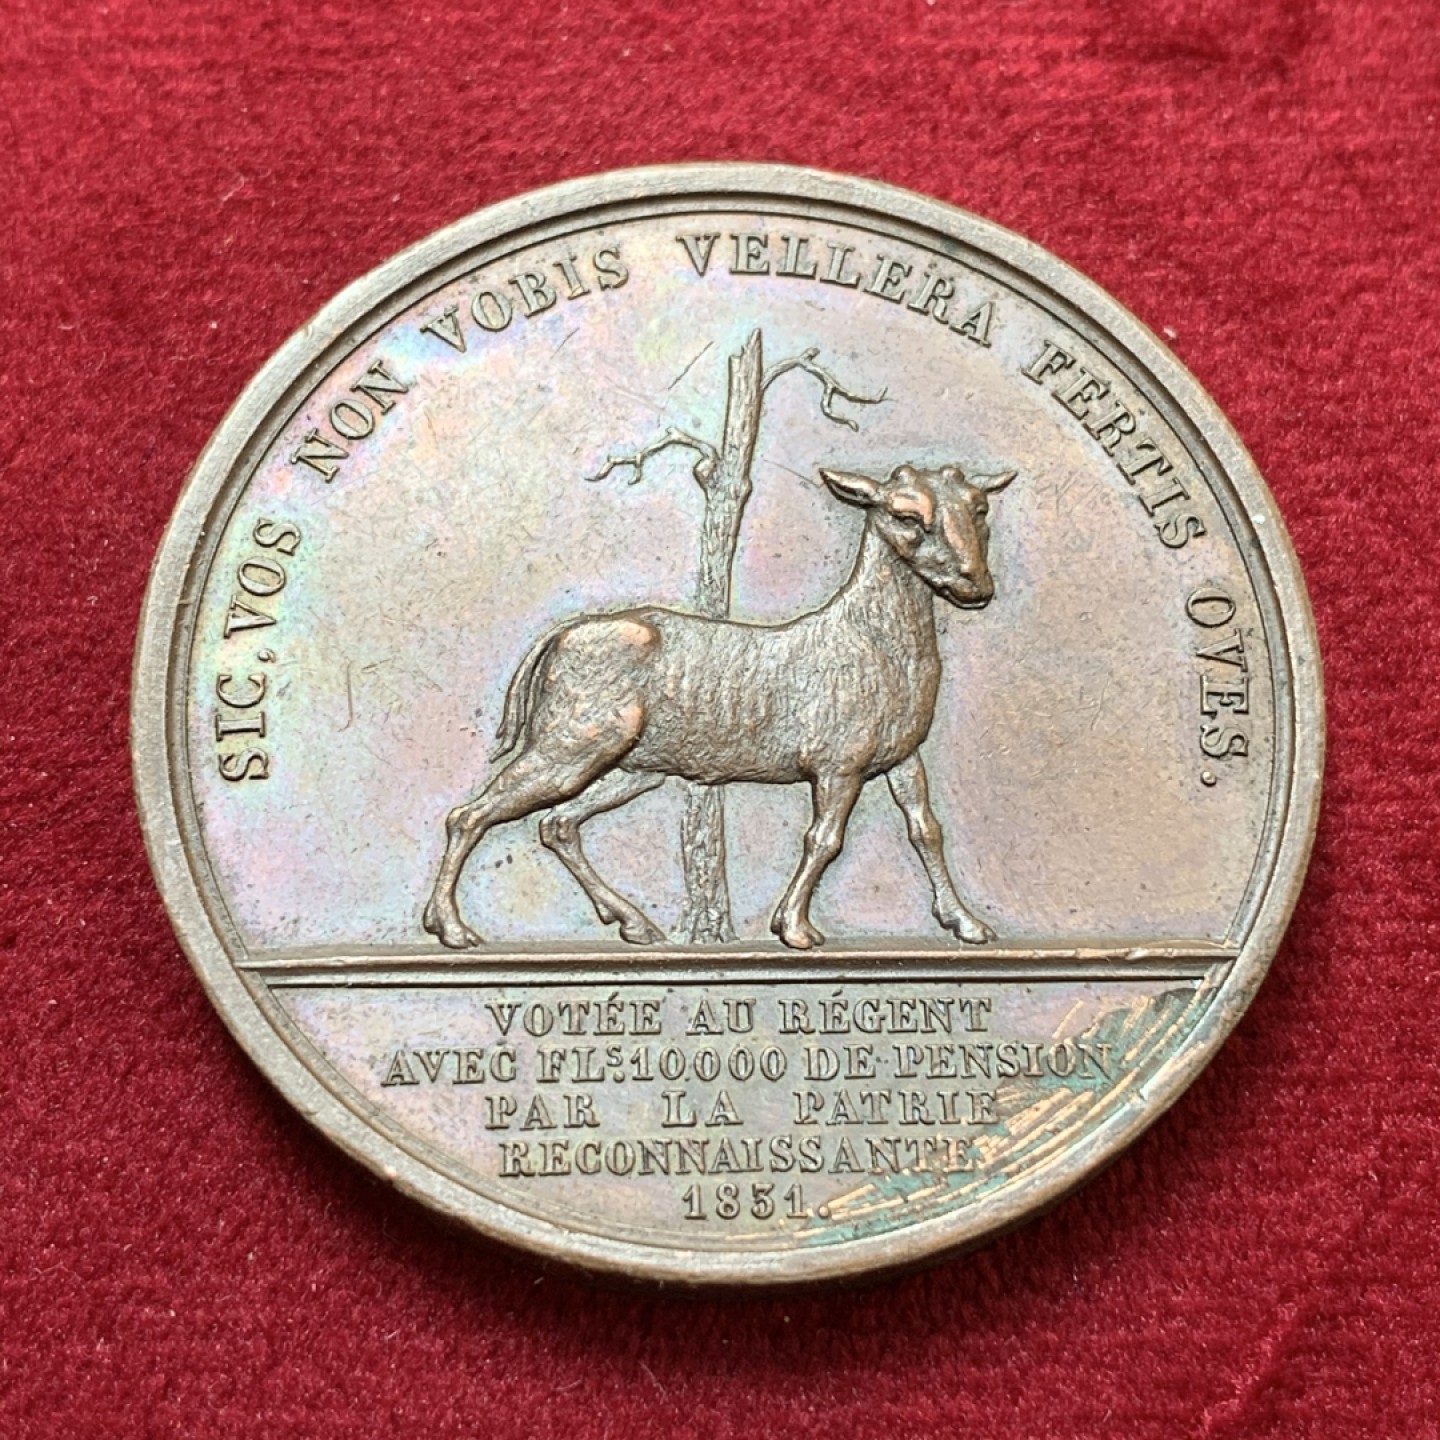 SIC. VOS NON VOBIS VELLERA FERTIS OVES.
VOTÉE AU RÉGENT
AVEC FLS. 10,000 DE PENSION
PAR LA PATRIE
RECONNAISSANTE
1831.